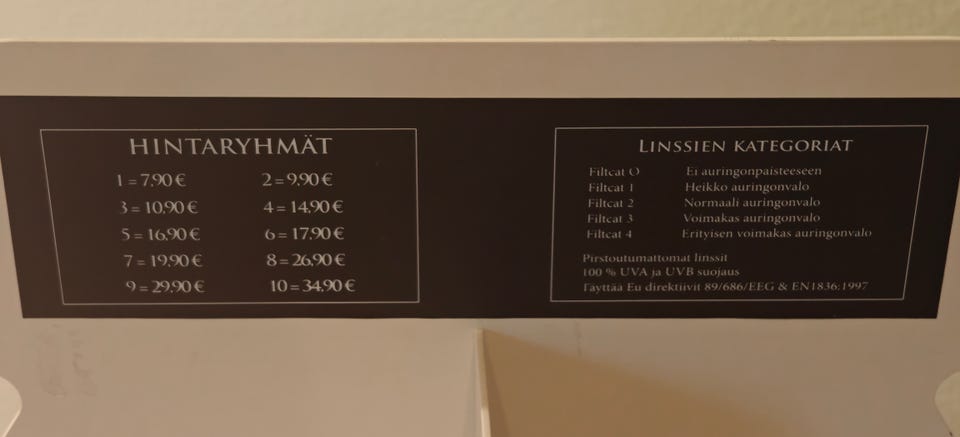 HINTARYHMÄT
1 = 7,90 € 2 = 9,90 €
3 = 10,90 € 4 = 14,90 €
5 = 16,90 € 6 = 17,90 €
7 = 19,90 € 8 = 26,90 €
9 = 29,90 € 10 = 34,90 €
LINSSIEN KATEGORIAT
Filtcat O Ei auringonpaisteeseen
Filtcat 1 Heikko auringonvalo
Filtcat 2 Normaali auringonvalo
Filtcat 3 Voimakas auringonvalo
Filtcat 4 Erityisen voimakas auringonvalo
Pirstoutumattomat linssit
100 % UVA ja UVB suojaus
Täyttää Eu direktiivit 89/686/EEG & EN1836:1997